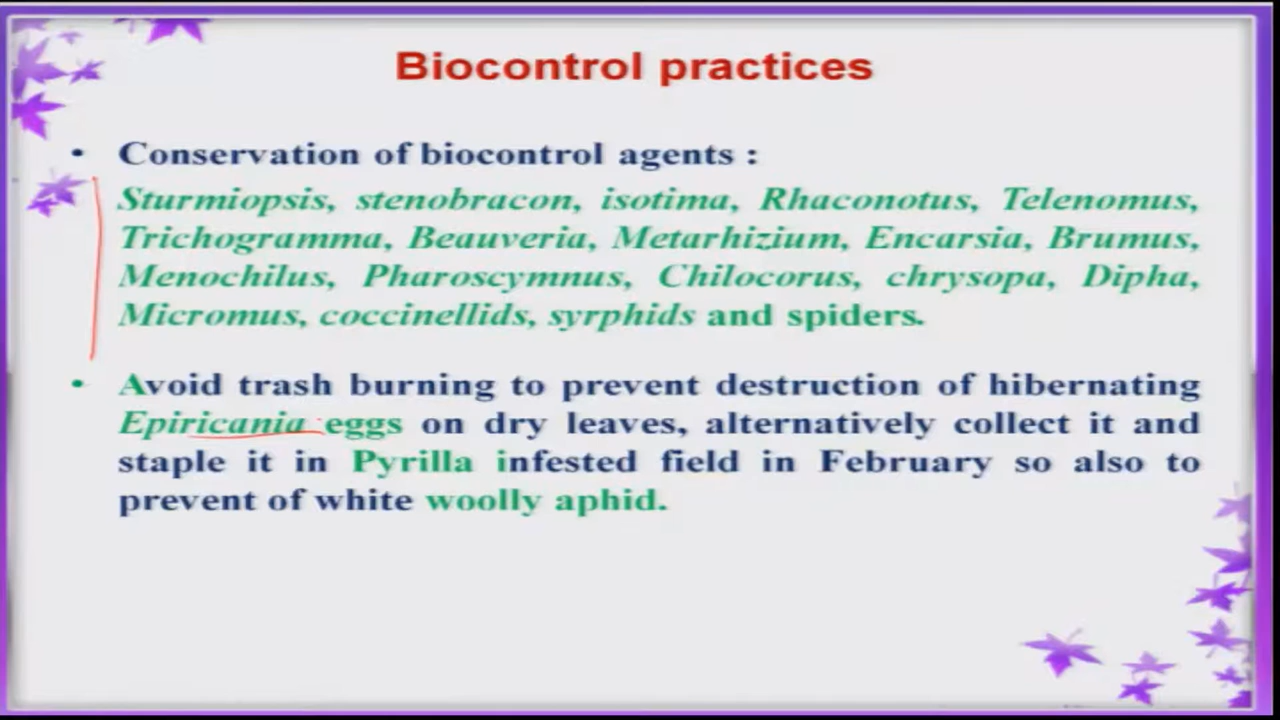 Biocontrol practices
• Conservation of biocontrol agents :
Sturmiopsis, stenobracon, isotima, Rhaconotus, Telenomus,
Trichogramma, Beauveria, Metarhizium, Encarsia, Brumus,
Menochilus, Pharoscymnus, Chilocorus, chrysopa, Dipha,
Micromus, coccinellids, syrphids and spiders.
• Avoid trash burning to prevent destruction of hibernating
Epiricania eggs on dry leaves, alternatively collect it and
staple it in Pyrilla infested field in February so also to
prevent of white woolly aphid.